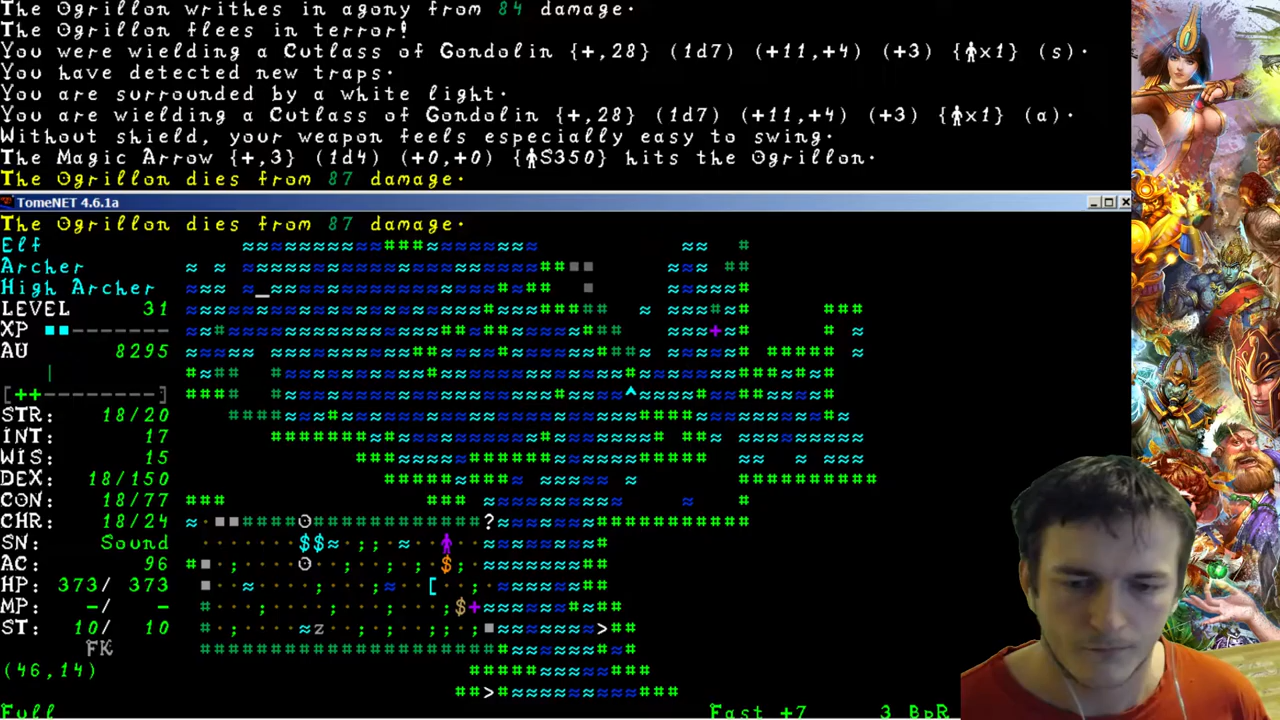 The Ogrillon writhes in agony from 84 damage.
The Ogrillon flees in terror!
You were wielding a Cutlass of Gondolin {+,28} (1d7) (+11,+4) (+3) {x1} (s).
You have detected new traps.
You are surrounded by a white light.
You are wielding a Cutlass of Gondolin {+,28} (1d7) (+11,+4) (+3) {x1} (a).
Without shield, your weapon feels especially easy to swing.
The Magic Arrow {+,3} (1d4) (+0,+0) {S350} hits the Ogrillon.
The Ogrillon dies from 87 damage.
TomeNET 4.6.1a
The Ogrillon dies from 87 damage.
Elf
Archer
High Archer
LEVEL 31
XP
AU 8295
[++---------]
STR: 18/20
INT: 17
WIS: 15
DEX: 18/150
CON: 18/77
CHR: 18/24
SN: Sound
AC: 96
HP: 373/ 373
MP: -/ -
ST: 10/ 10
FK
(46,14)
Full Fast +7 3 BpR